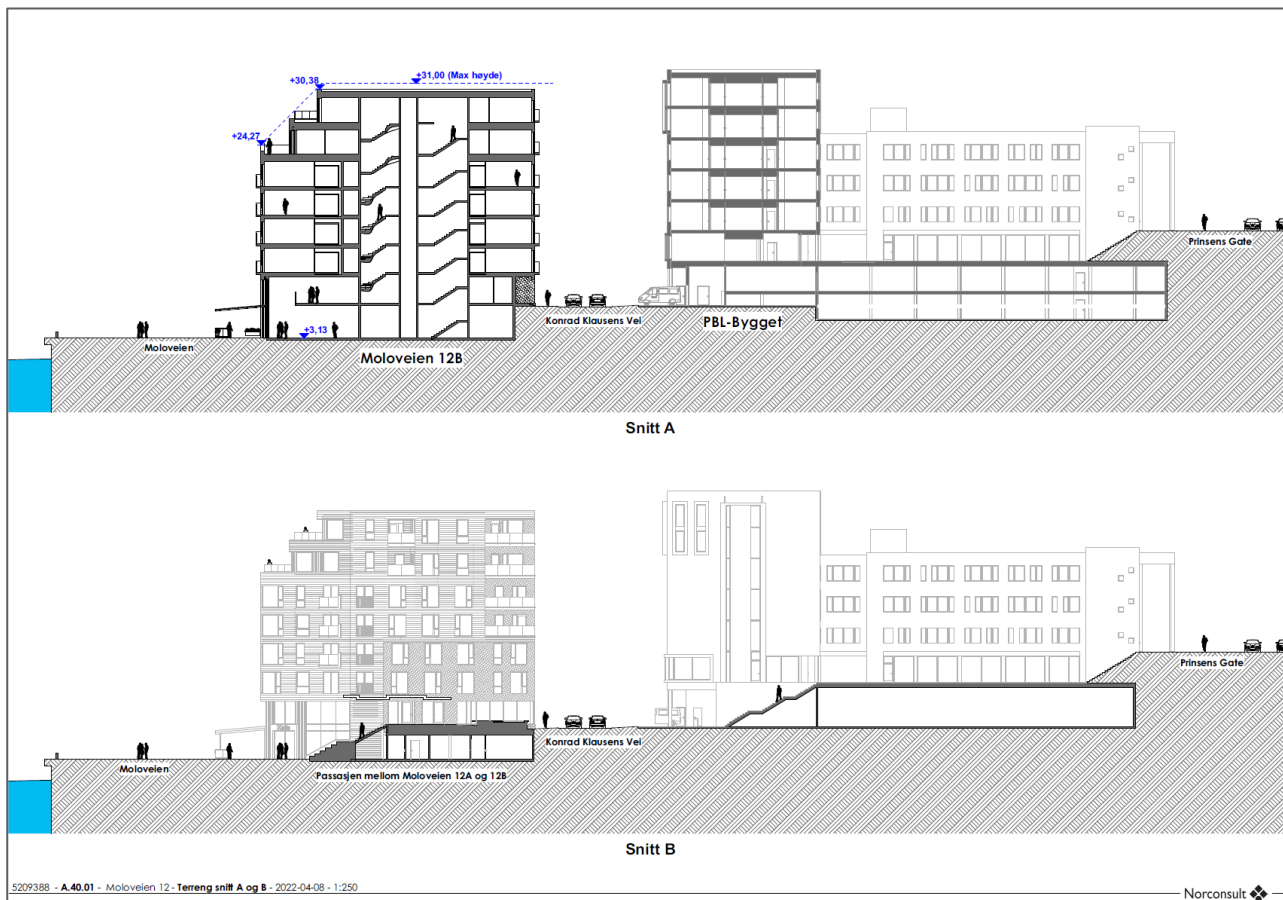 +31,00 (Max høyde)
+30,38
+24,27
Prinsens Gate
Konrad Klausens Vei
PBL-Bygget
+3,13
Moloveien
Moloveien 12B
Snitt A
Prinsens Gate
Konrad Klausens Vei
Moloveien
Passasjen mellom Moloveien 12A og 12B
Snitt B
5209388 - A.40.01 - Moloveien 12 - Terreng snitt A og B - 2022-04-08 - 1:250
Norconsult